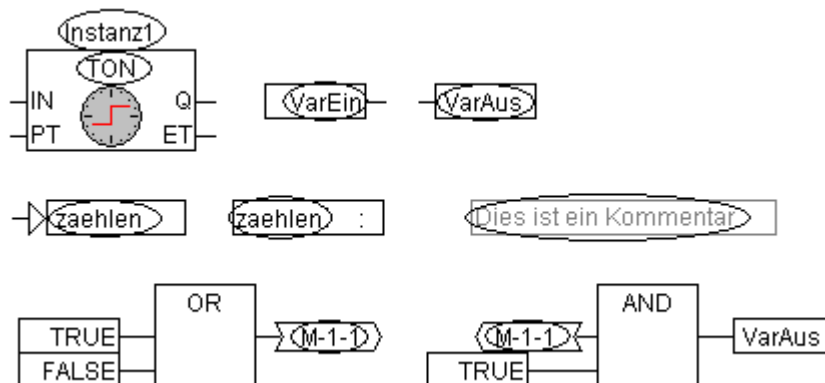 Instanz1
TON
IN Q VarEin VarAus
PT ET
zaehlen zaehlen : Dies ist ein Kommentar
OR AND
TRUE M-1-1 M-1-1 VarAus
FALSE TRUE